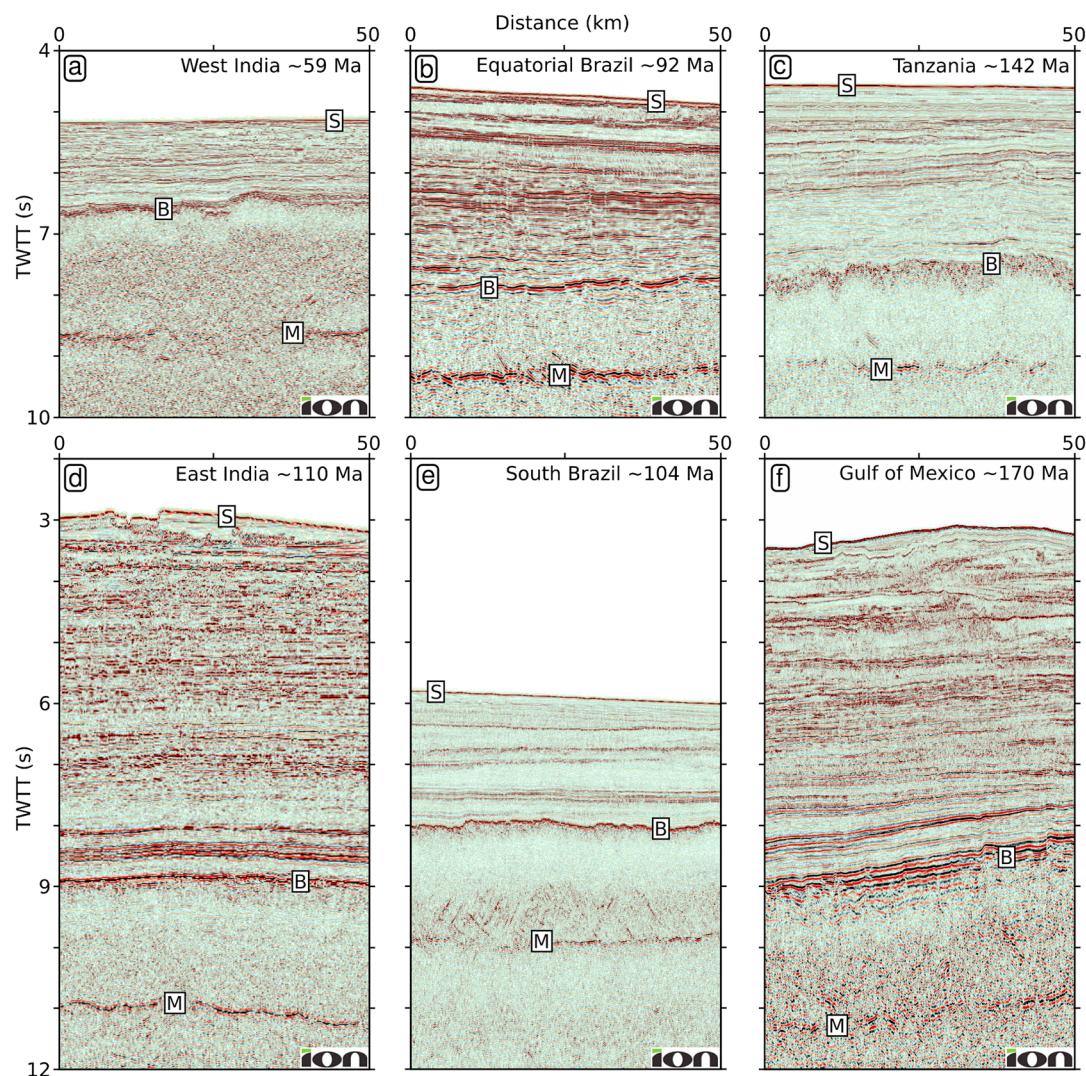 Distance (km)
0 50 0 50 0 50
4
a West India ~59 Ma
b Equatorial Brazil ~92 Ma
c Tanzania ~142 Ma
S
S
S
TWTT (s)
7
B
B
B
M
M
M
10
ion
ion
ion
0 50 0 50 0 50
d East India ~110 Ma
e South Brazil ~104 Ma
f Gulf of Mexico ~170 Ma
3
S
S
S
6
TWTT (s)
B
B
B
9
M
M
M
12
ion
ion
ion